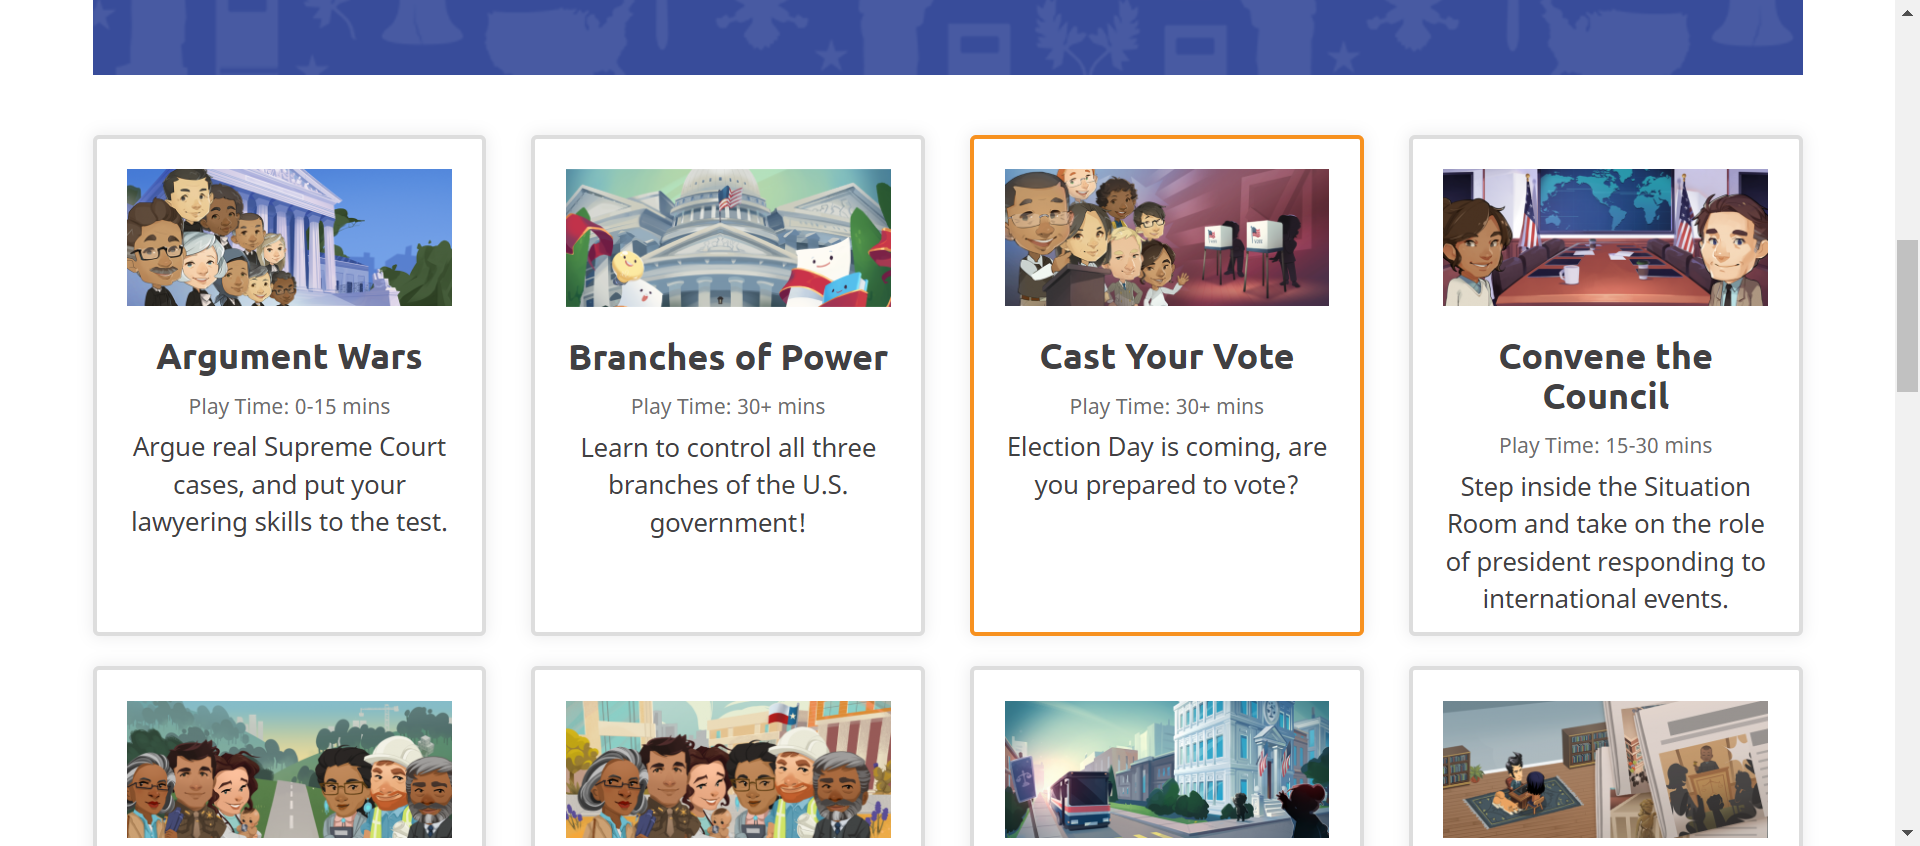 Argument Wars
Play Time: 0-15 mins
Argue real Supreme Court
cases, and put your
lawyering skills to the test.
Branches of Power
Play Time: 30+ mins
Learn to control all three
branches of the U.S.
government!
Cast Your Vote
Play Time: 30+ mins
Election Day is coming, are
you prepared to vote?
Convene the
Council
Play Time: 15-30 mins
Step inside the Situation
Room and take on the role
of president responding to
international events.